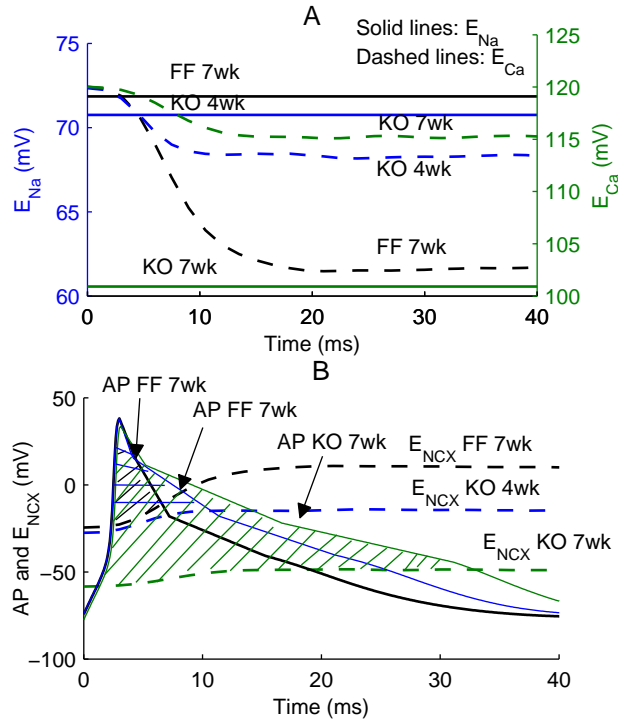 A
Solid lines: E_Na
Dashed lines: E_Ca
75
70
65
60
E_Na (mV)
120
115
110
105
100
E_Ca (mV)
FF 7wk
KO 4wk
KO 7wk
KO 4wk
FF 7wk
KO 7wk
0 10 20 30 40
Time (ms)
B
50
0
−50
−100
AP and E_NCX (mV)
AP FF 7wk
AP FF 7wk
AP KO 7wk
E_NCX FF 7wk
E_NCX KO 4wk
E_NCX KO 7wk
0 10 20 30 40
Time (ms)